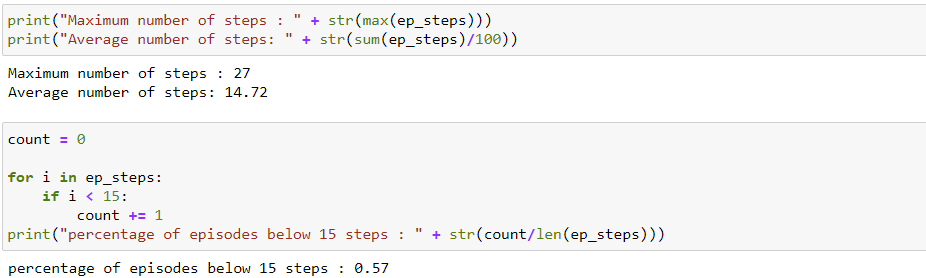 print("Maximum number of steps : " + str(max(ep_steps)))
print("Average number of steps: " + str(sum(ep_steps)/100))
Maximum number of steps : 27
Average number of steps: 14.72
count = 0
for i in ep_steps:
    if i < 15:
        count += 1
print("percentage of episodes below 15 steps : " + str(count/len(ep_steps)))
percentage of episodes below 15 steps : 0.57